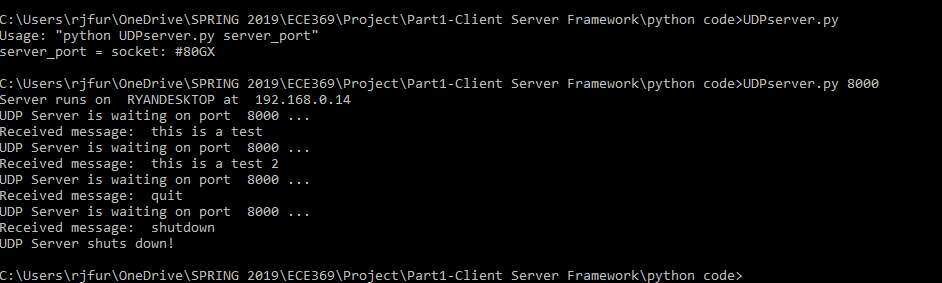 C:\Users\rjfur\OneDrive\SPRING 2019\ECE369\Project\Part1-Client Server Framework\python code>UDPserver.py
Usage: "python UDPserver.py server_port"
server_port = socket: #80GX
C:\Users\rjfur\OneDrive\SPRING 2019\ECE369\Project\Part1-Client Server Framework\python code>UDPserver.py 8000
Server runs on  RYANDESKTOP at  192.168.0.14
UDP Server is waiting on port  8000 ...
Received message:  this is a test
UDP Server is waiting on port  8000 ...
Received message:  this is a test 2
UDP Server is waiting on port  8000 ...
Received message:  quit
UDP Server is waiting on port  8000 ...
Received message:  shutdown
UDP Server shuts down!
C:\Users\rjfur\OneDrive\SPRING 2019\ECE369\Project\Part1-Client Server Framework\python code>